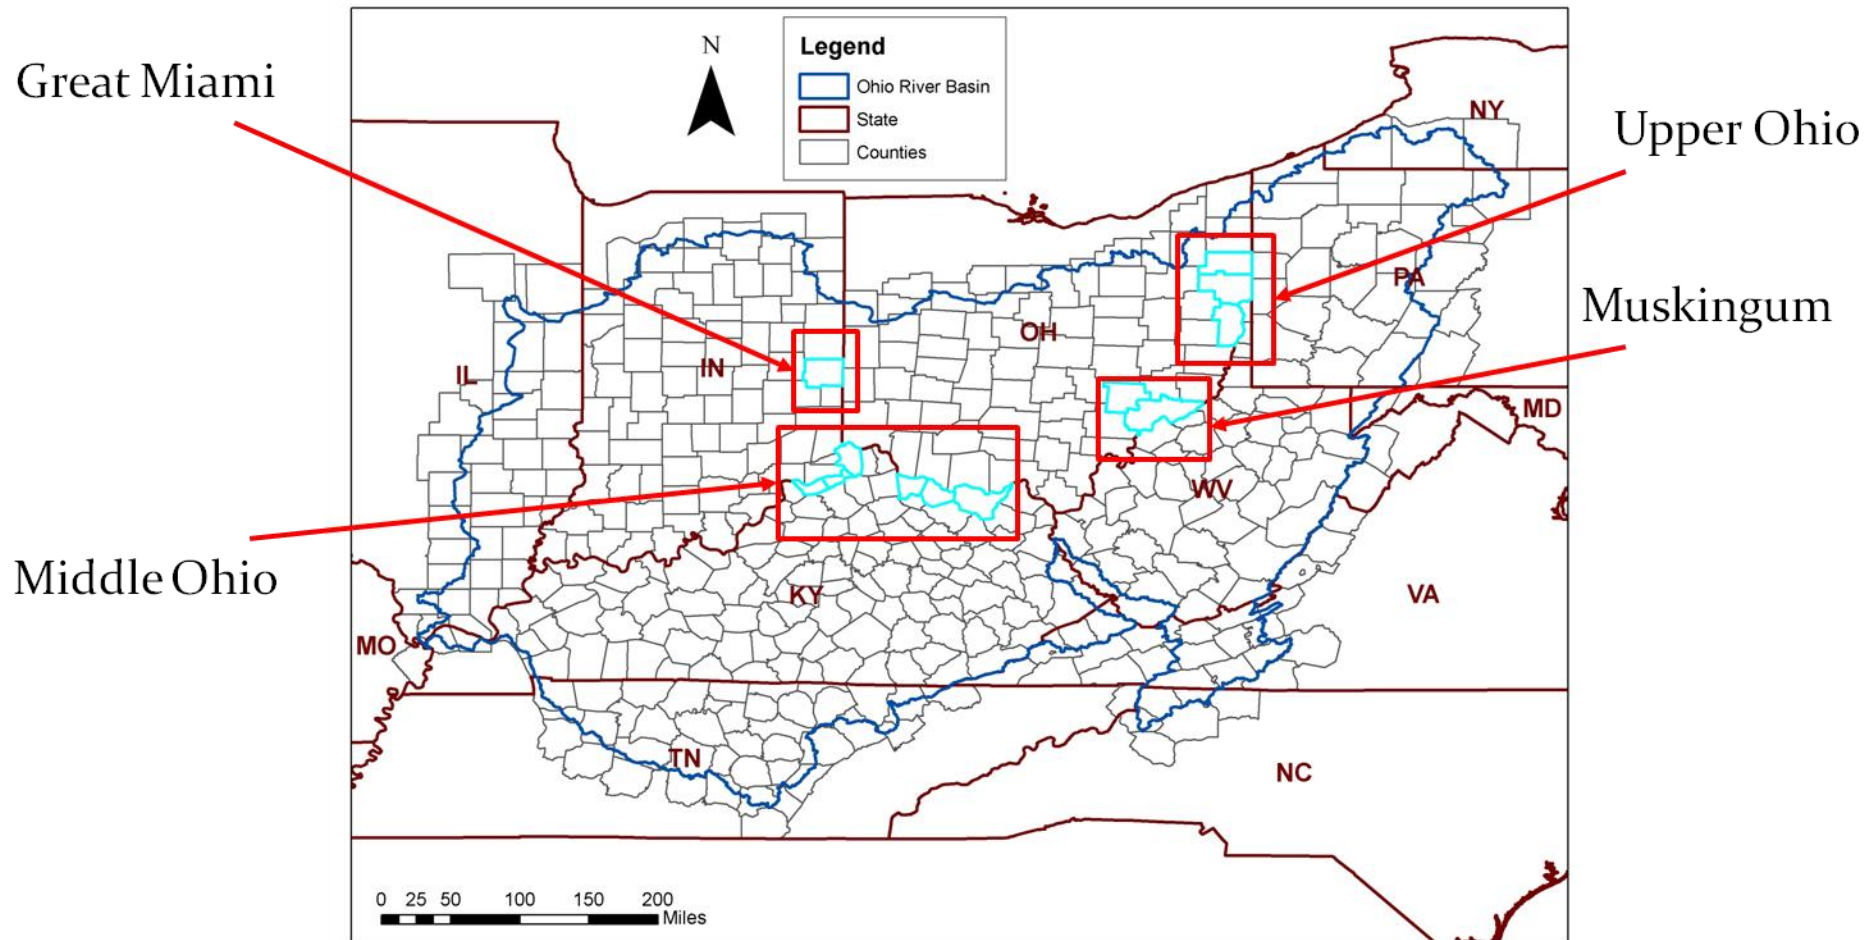 Great Miami
Upper Ohio
Muskingum
Middle Ohio
N
Legend
Ohio River Basin
State
Counties
NY
PA
OH
IN
IL
MD
WV
VA
KY
MO
TN
NC
0 25 50 100 150 200
Miles